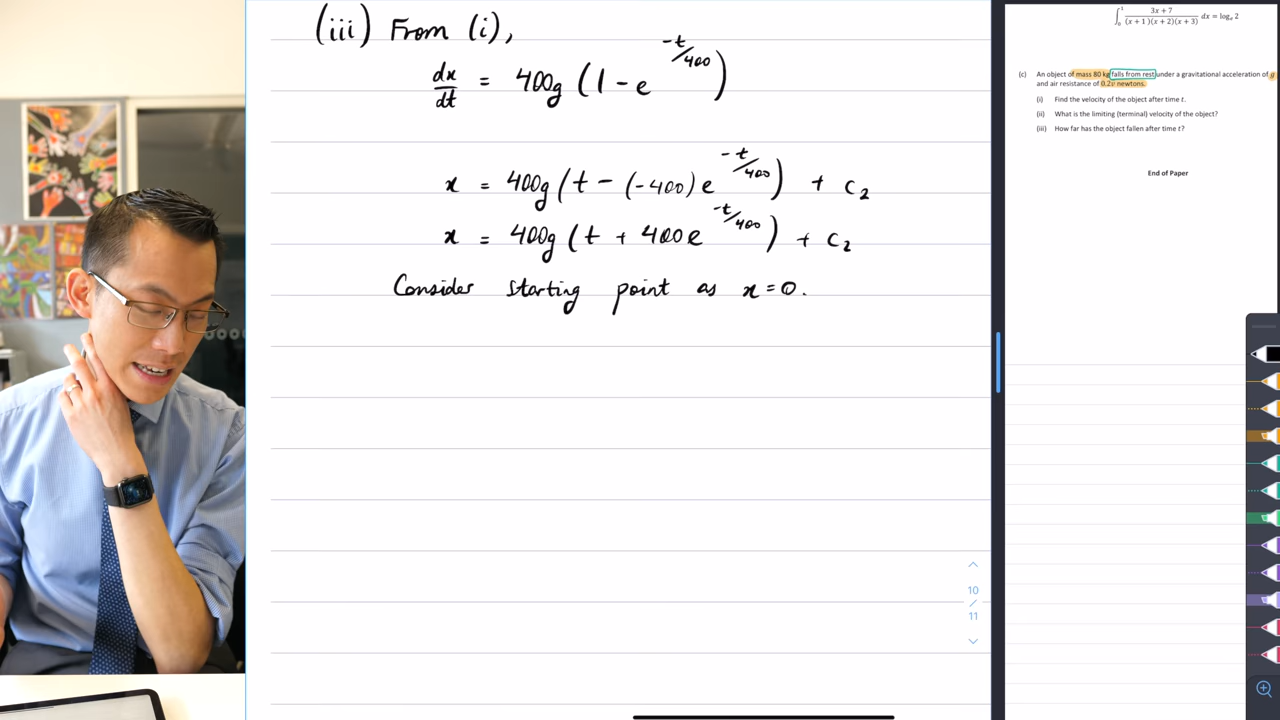 (iii) From (i),
dx/dt = 400g (1 - e^(-t/400))
x = 400g (t - (-400) e^(-t/400)) + c₂
x = 400g (t + 400e^(-t/400)) + c₂
Consider starting point as x = 0.
∫₀¹ (3x + 7)/((x + 1)(x + 2)(x + 3)) dx = logₑ 2
(c) An object of mass 80 kg falls from rest under a gravitational acceleration of g
and air resistance of 0.2v newtons.
(i) Find the velocity of the object after time t.
(ii) What is the limiting (terminal) velocity of the object?
(iii) How far has the object fallen after time t?
End of Paper
10
/
11